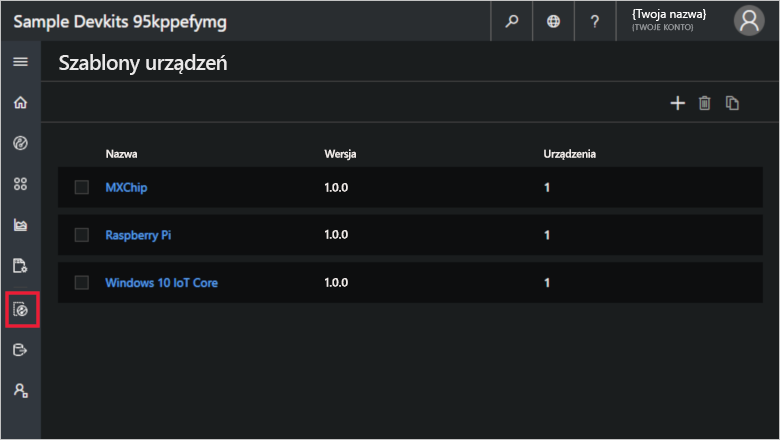 Sample Devkits 95kppefymg
?
{Twoja nazwa}
{TWOJE KONTO}
Szablony urządzeń
Nazwa Wersja Urządzenia
MXChip 1.0.0 1
Raspberry Pi 1.0.0 1
Windows 10 IoT Core 1.0.0 1